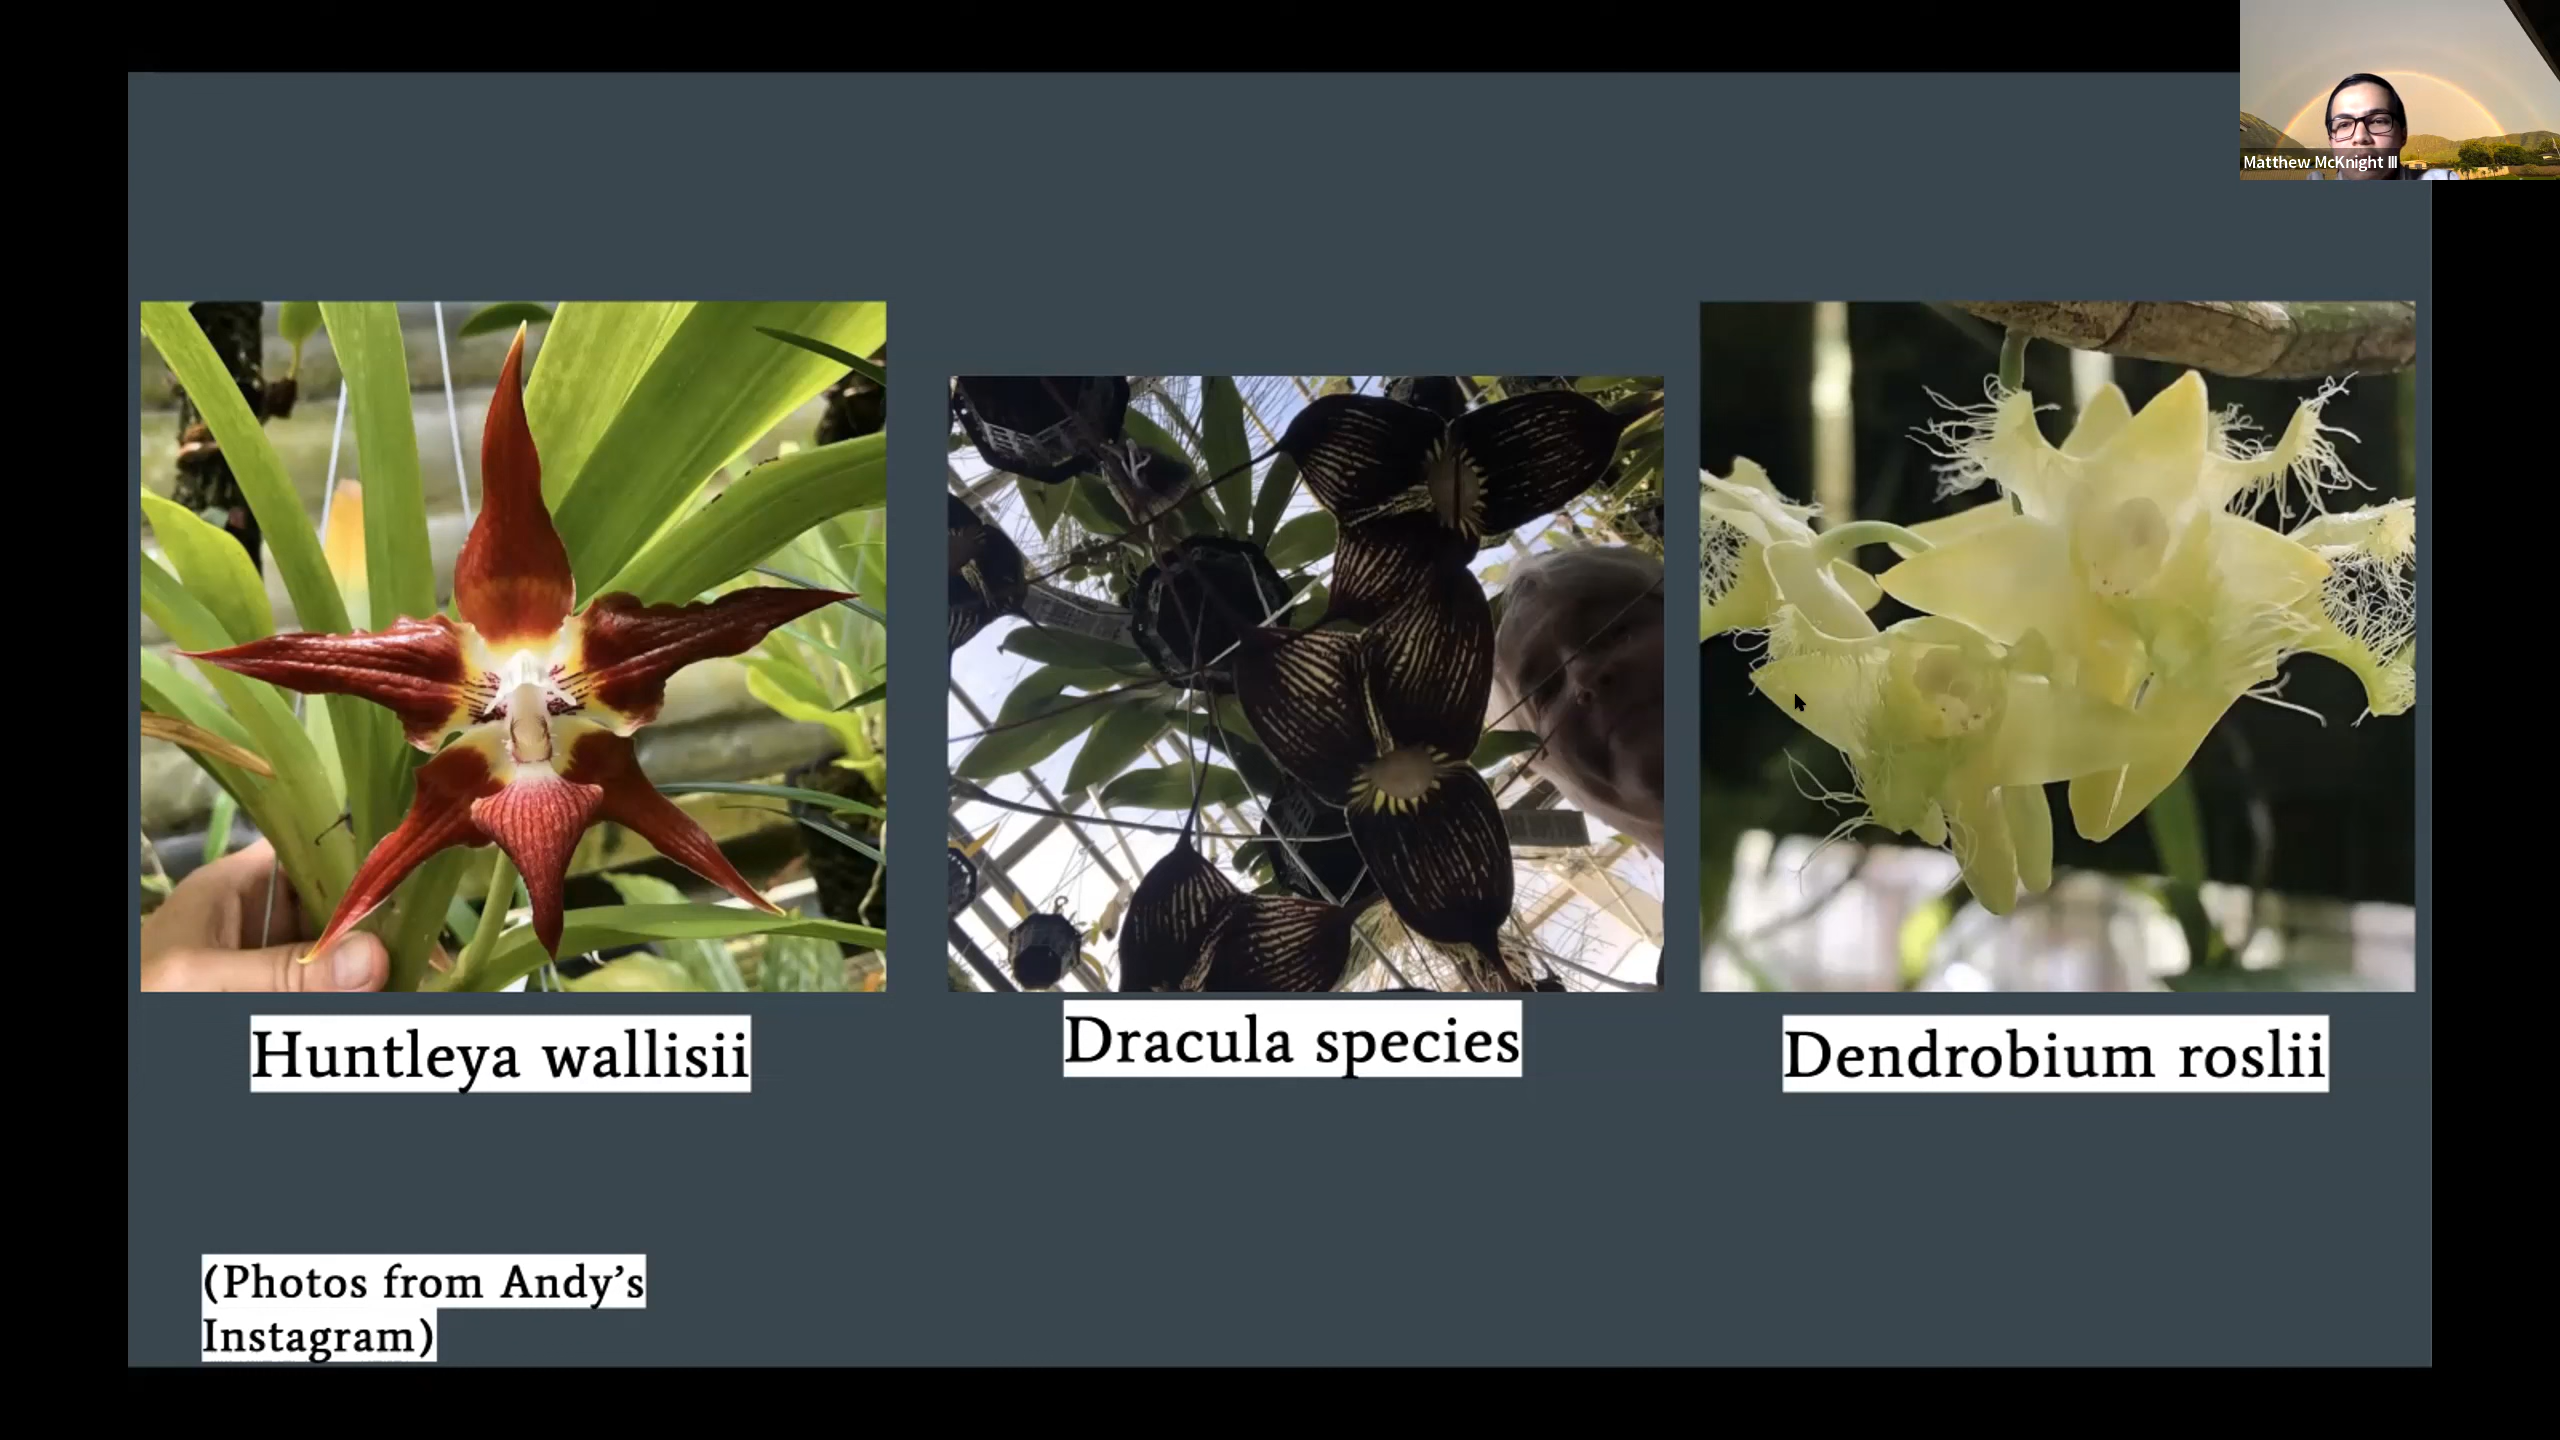 Matthew McKnight III
Huntleya wallisii
Dracula species
Dendrobium roslii
(Photos from Andy’s
Instagram)